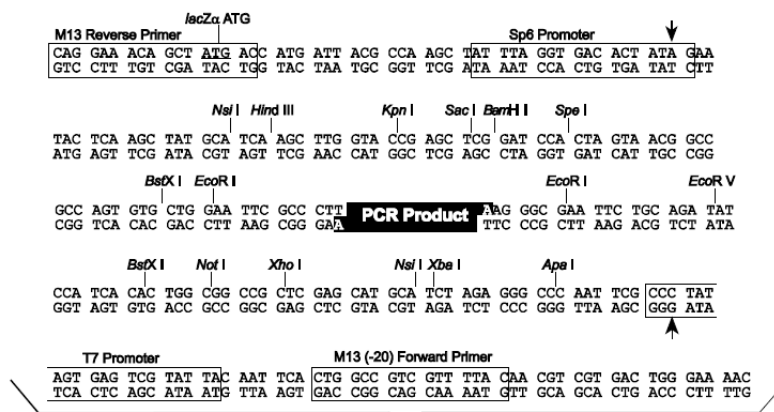 lacZα ATG
M13 Reverse Primer Sp6 Promoter
CAG GAA ACA GCT ATG ACC ATG ATT ACG CCA AGC TAT TTA GGT GAC ACT ATA GAA
GTC CTT TGT CGA TAC TGG TAC TAA TGC GGT TCG ATA AAT CCA CTG TGA TAT CTT
Nsi I Hind III Kpn I Sac I BamH I Spe I
TAC TCA AGC TAT GCA TCA AGC TTG GTA CCG AGC TCG GAT CCA CTA GTA ACG GCC
ATG AGT TCG ATA CGT AGT TCG AAC CAT GGC TCG AGC CTA GGT GAT CAT TGC CGG
BstX I EcoR I EcoR I EcoR V
GCC AGT GTG CTG GAA TTC GCC CTT PCR Product AAG GGC GAA TTC TGC AGA TAT
CGG TCA CAC GAC CTT AAG CGG GAA TTC CCG CTT AAG ACG TCT ATA
BstX I Not I Xho I Nsi I Xba I Apa I
CCA TCA CAC TGG CGG CCG CTC GAG CAT GCA TCT AGA GGG CCC AAT TCG CCC TAT
GGT AGT GTG ACC GCC GGC GAG CTC GTA CGT AGA TCT CCC GGG TTA AGC GGG ATA
T7 Promoter M13 (-20) Forward Primer
AGT GAG TCG TAT TAC AAT TCA CTG GCC GTC GTT TTA CAA CGT CGT GAC TGG GAA AAC
TCA CTC AGC ATA ATG TTA AGT GAC CGG CAG CAA AAT GTT GCA GCA CTG ACC CTT TTG